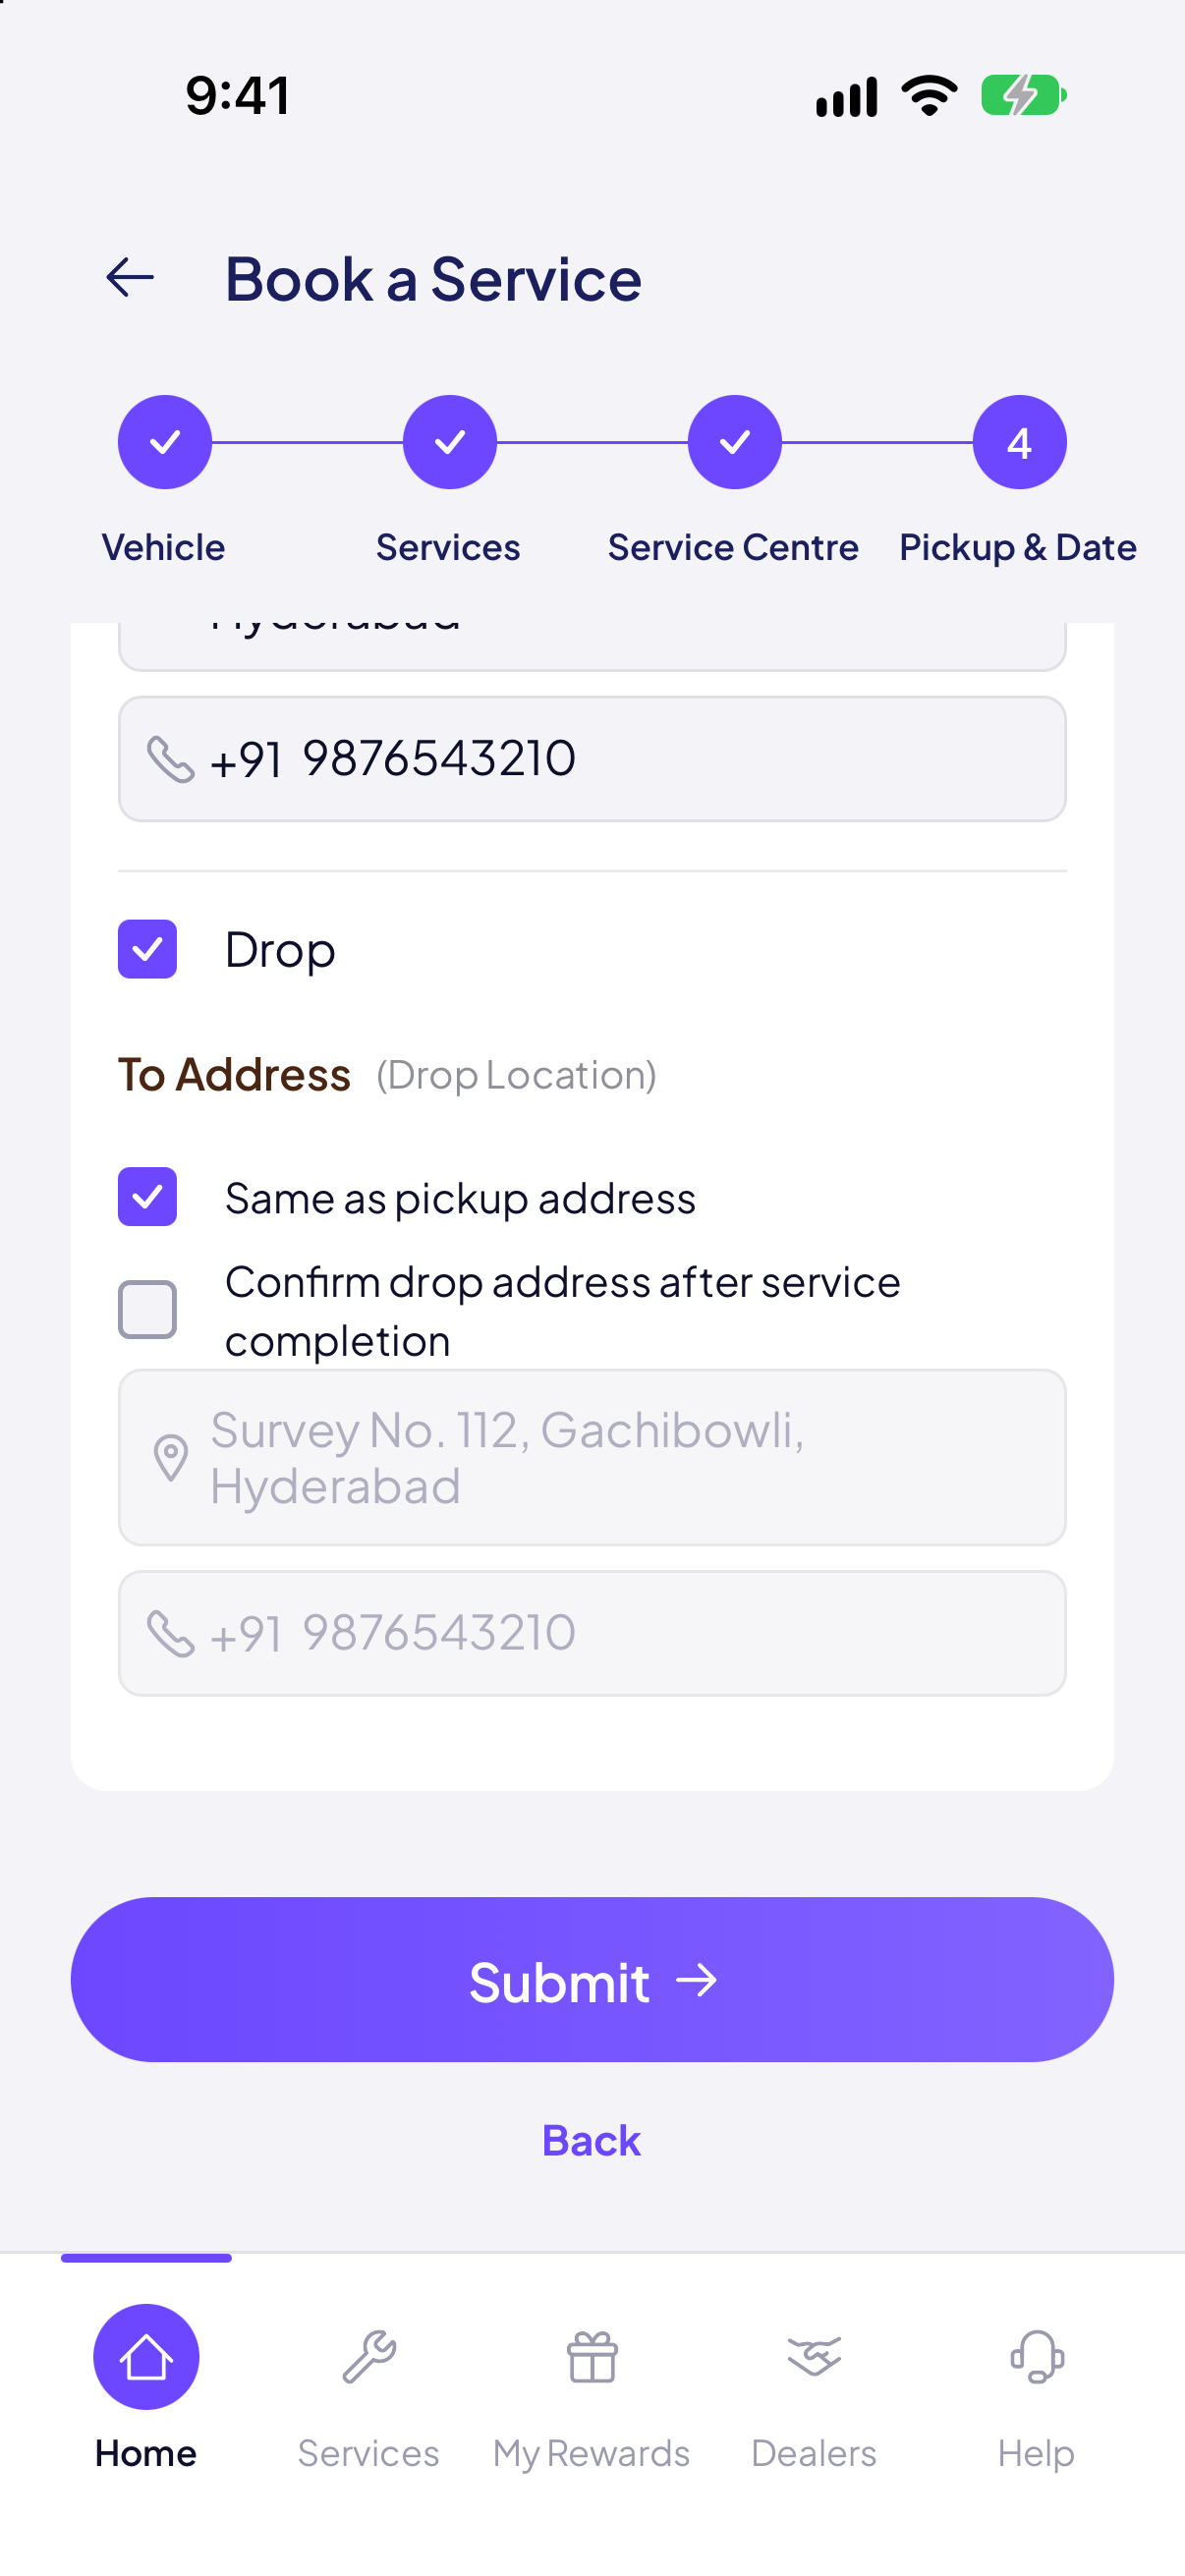 9:41
Book a Service
4
Vehicle Services Service Centre Pickup & Date
Hyderabad
+91 9876543210
Drop
To Address (Drop Location)
Same as pickup address
Confirm drop address after service
completion
Survey No. 112, Gachibowli,
Hyderabad
+91 9876543210
Submit
Back
Home Services My Rewards Dealers Help